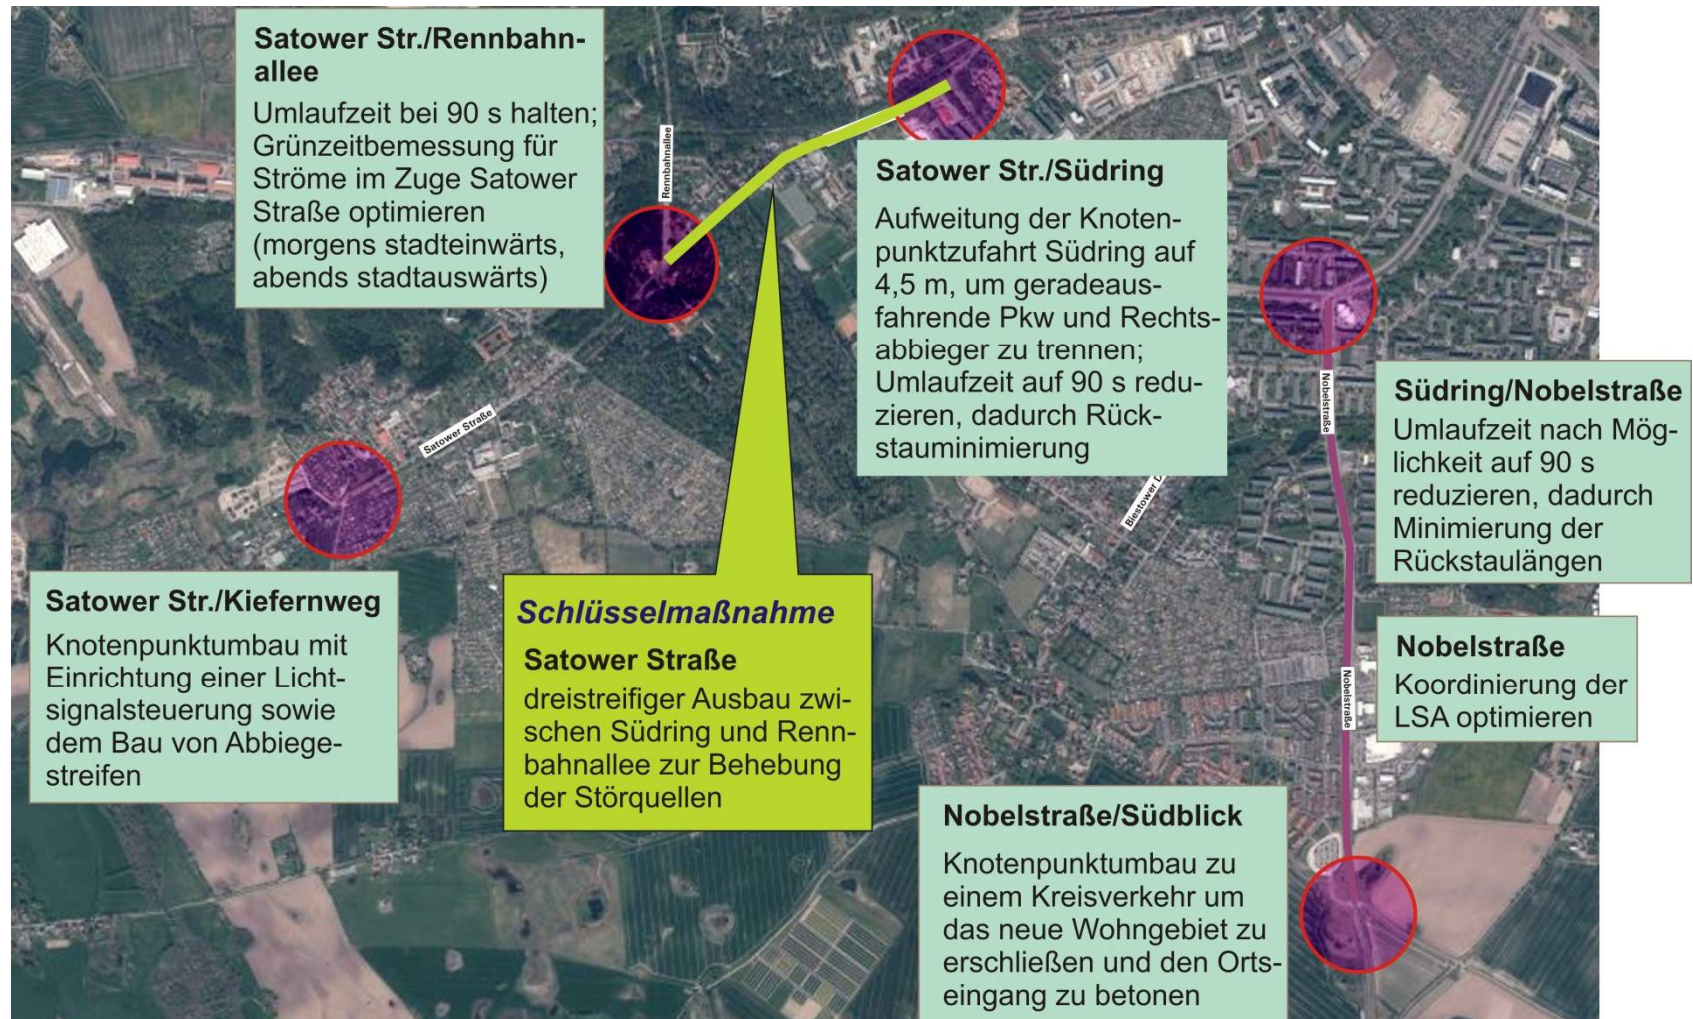 Satower Str./Rennbahn-
allee
Umlaufzeit bei 90 s halten;
Grünzeitbemessung für
Ströme im Zuge Satower
Straße optimieren
(morgens stadteinwärts,
abends stadtauswärts)
Rennbahnallee
Satower Str./Südring
Aufweitung der Knoten-
punktzufahrt Südring auf
4,5 m, um geradeaus-
fahrende Pkw und Rechts-
abbieger zu trennen;
Umlaufzeit auf 90 s redu-
zieren, dadurch Rück-
stauminimierung
Nobelstraße
Südring/Nobelstraße
Umlaufzeit nach Mög-
lichkeit auf 90 s
reduzieren, dadurch
Minimierung der
Rückstaulängen
Satower Straße
Biestower D
Satower Str./Kiefernweg
Knotenpunktumbau mit
Einrichtung einer Licht-
signalsteuerung sowie
dem Bau von Abbiege-
streifen
Schlüsselmaßnahme
Satower Straße
dreistreifiger Ausbau zwi-
schen Südring und Renn-
bahnallee zur Behebung
der Störquellen
Nobelstraße
Nobelstraße
Koordinierung der
LSA optimieren
Nobelstraße/Südblick
Knotenpunktumbau zu
einem Kreisverkehr um
das neue Wohngebiet zu
erschließen und den Orts-
eingang zu betonen